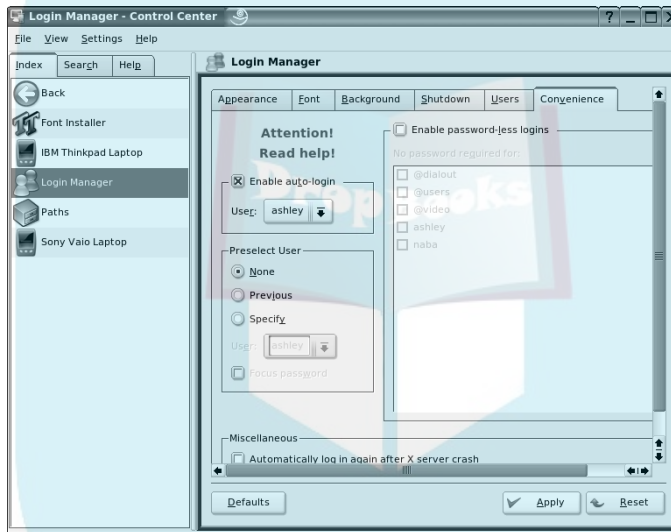 Login Manager - Control Center
File View Settings Help
Index Search Help
Back
Font Installer
IBM Thinkpad Laptop
Login Manager
Paths
Sony Vaio Laptop
Login Manager
Appearance Font Background Shutdown Users Convenience
Attention!
Read help!
Enable auto-login
User: ashley
Preselect User
None
Previous
Specify
User: ashley
Focus password
Enable password-less logins
No password required for:
@dialout
@users
@video
ashley
naba
Miscellaneous
Automatically log in again after X server crash
Defaults Apply Reset
DropBooks